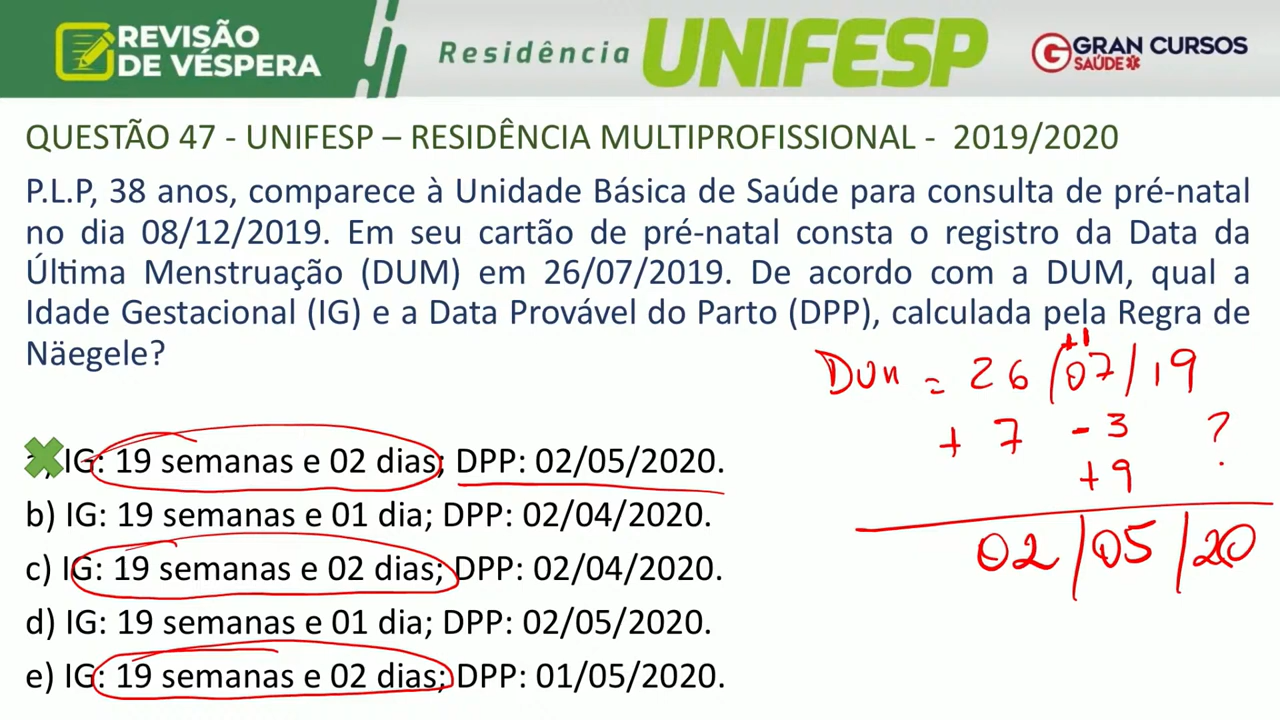 REVISÃO
DE VÉSPERA
Residência UNIFESP
GRAN CURSOS
SAÚDE
QUESTÃO 47 - UNIFESP – RESIDÊNCIA MULTIPROFISSIONAL - 2019/2020
P.L.P, 38 anos, comparece à Unidade Básica de Saúde para consulta de pré-natal
no dia 08/12/2019. Em seu cartão de pré-natal consta o registro da Data da
Última Menstruação (DUM) em 26/07/2019. De acordo com a DUM, qual a
Idade Gestacional (IG) e a Data Provável do Parto (DPP), calculada pela Regra de
Näegele?
+1
DUM = 26/07/19
+ 7 - 3 ?
+9
02/05/20
a) IG: 19 semanas e 02 dias; DPP: 02/05/2020.
b) IG: 19 semanas e 01 dia; DPP: 02/04/2020.
c) IG: 19 semanas e 02 dias; DPP: 02/04/2020.
d) IG: 19 semanas e 01 dia; DPP: 02/05/2020.
e) IG: 19 semanas e 02 dias; DPP: 01/05/2020.